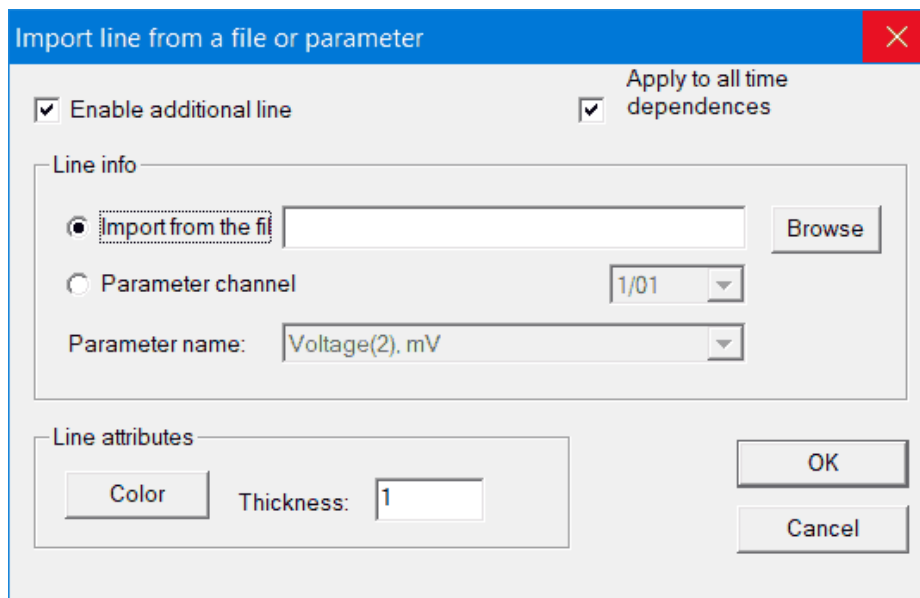 Import line from a file or parameter
Enable additional line
Apply to all time
dependences
Line info
Import from the fil
Browse
Parameter channel
1/01
Parameter name:
Voltage(2), mV
Line attributes
Color
Thickness:
1
OK
Cancel